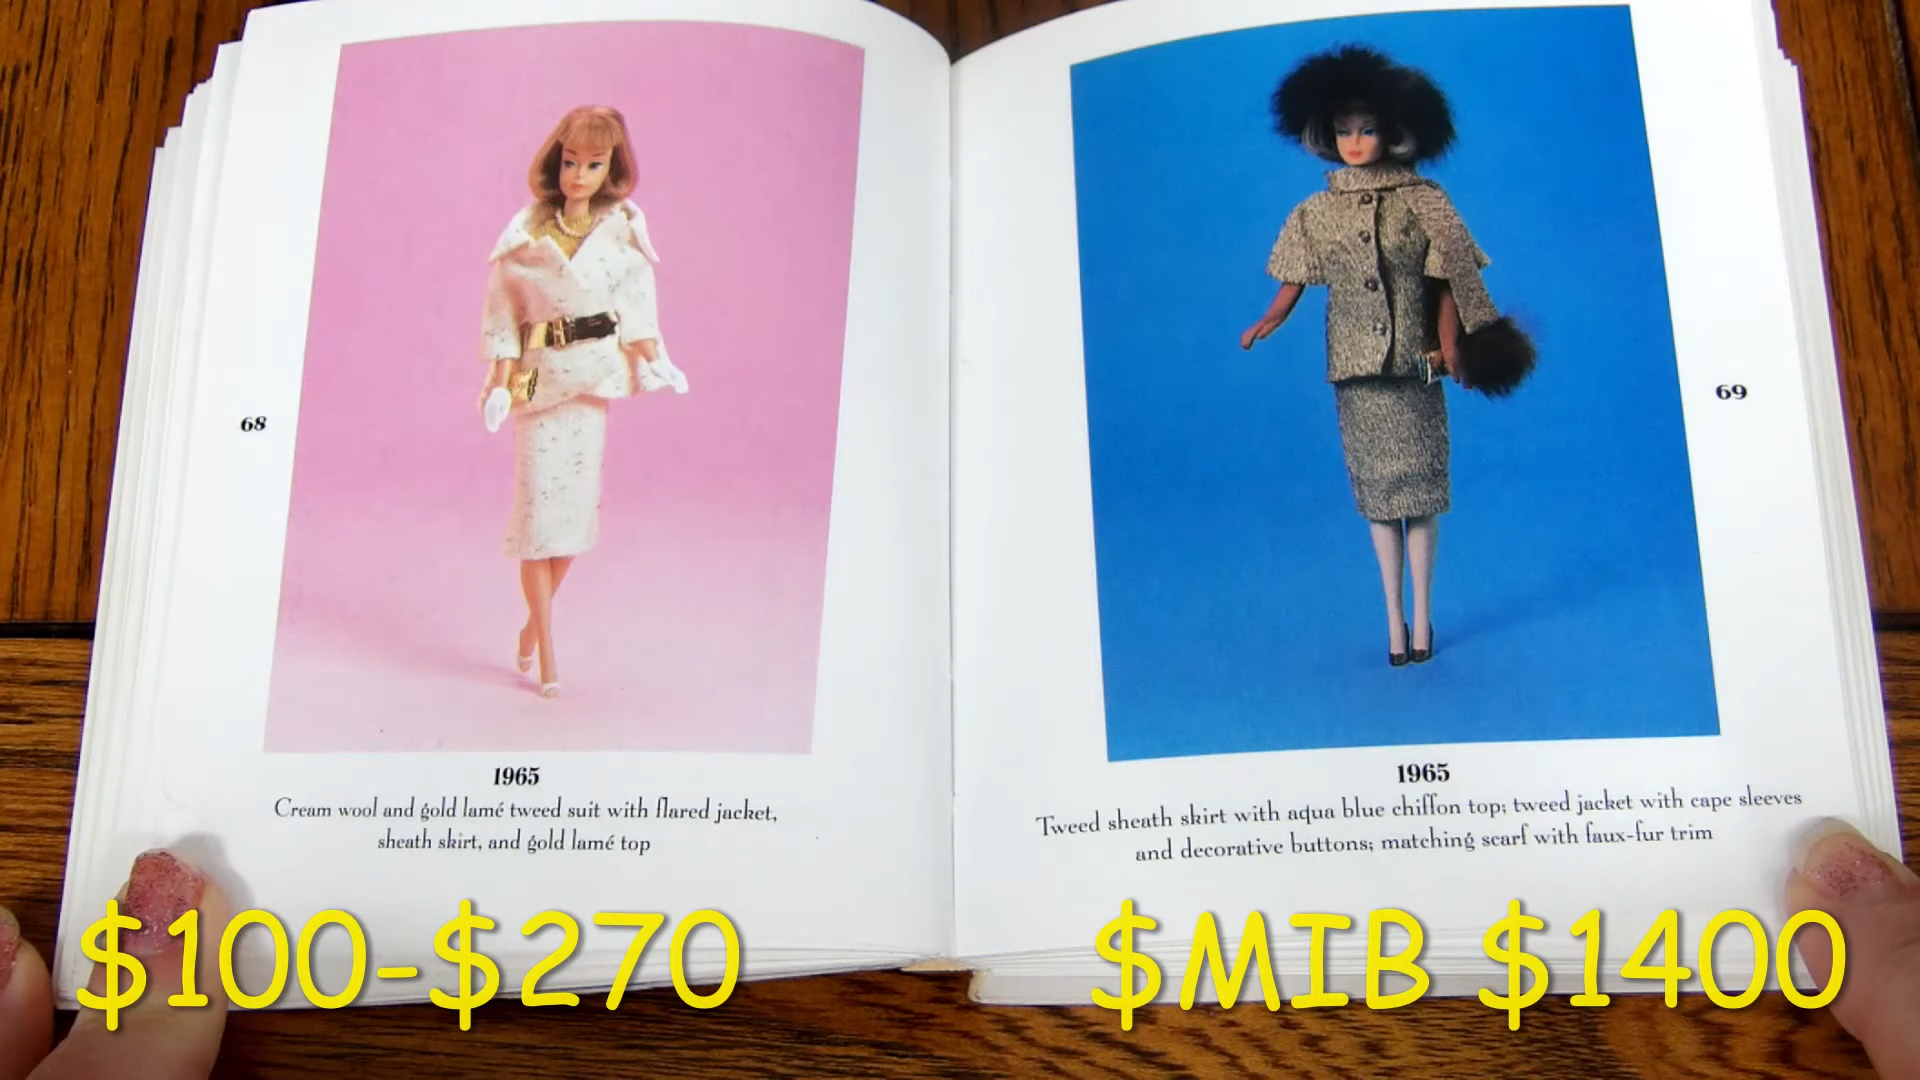 68
1965
Cream wool and gold lamé tweed suit with flared jacket,
sheath skirt, and gold lamé top
69
1965
Tweed sheath skirt with aqua blue chiffon top; tweed jacket with cape sleeves
and decorative buttons; matching scarf with faux-fur trim
$100-$270
$MIB $1400